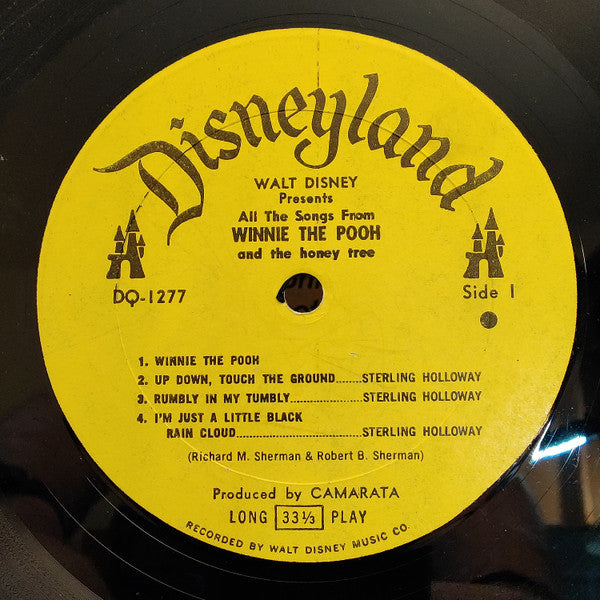 Disneyland
WALT DISNEY
Presents
All The Songs From
WINNIE THE POOH
and the honey tree
DQ-1277
Side 1
1. WINNIE THE POOH
2. UP DOWN, TOUCH THE GROUND.......STERLING HOLLOWAY
3. RUMBLY IN MY TUMBLY...................STERLING HOLLOWAY
4. I'M JUST A LITTLE BLACK
RAIN CLOUD.................................STERLING HOLLOWAY
(Richard M. Sherman & Robert B. Sherman)
Produced by CAMARATA
LONG 33⅓ PLAY
RECORDED BY WALT DISNEY MUSIC CO.